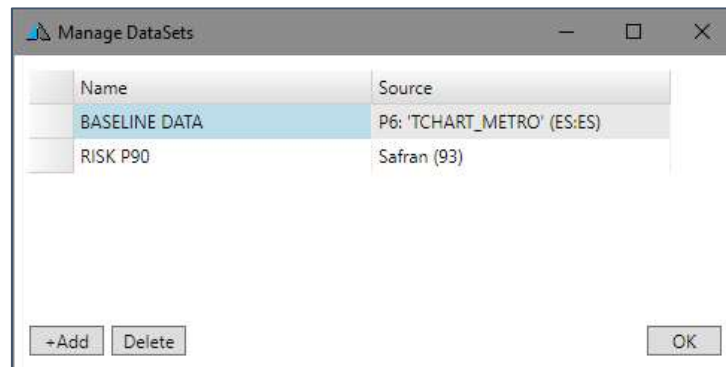 Manage DataSets
Name Source
BASELINE DATA P6: 'TCHART_METRO' (ES:ES)
RISK P90 Safran (93)
+Add Delete OK